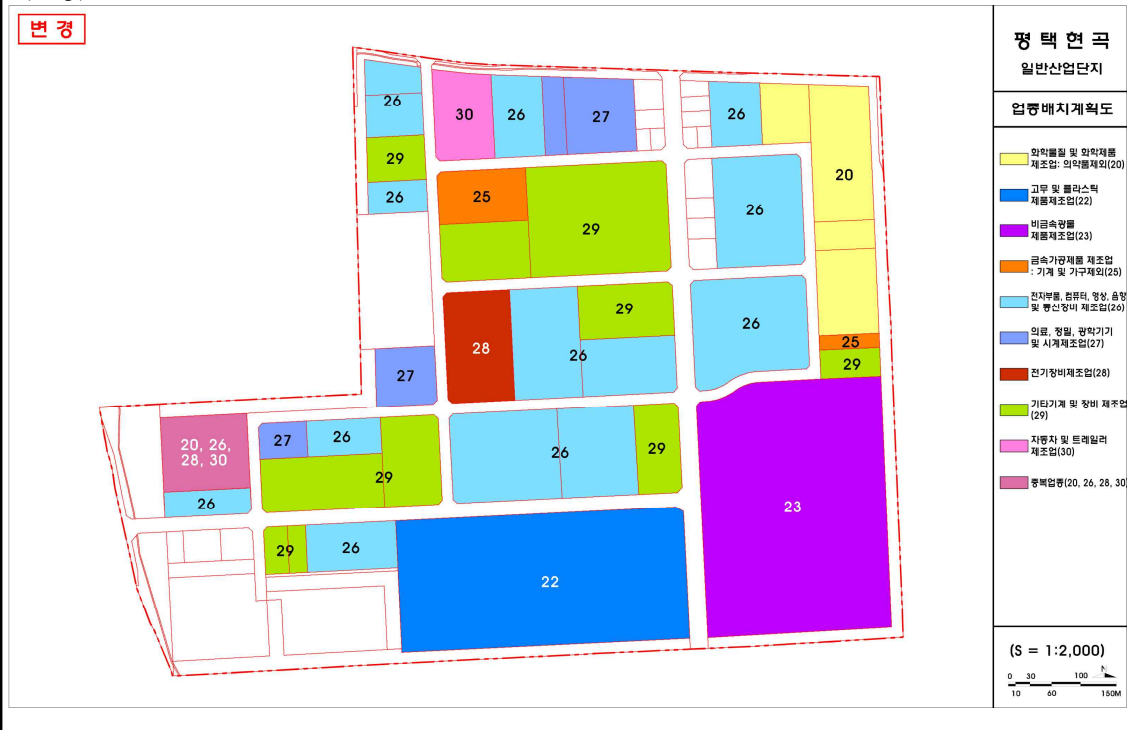 변 경
평 택 현 곡
일반산업단지
업종배치계획도
화학물질 및 화학제품
제조업: 의약품제외(20)
고무 및 플라스틱
제품제조업(22)
비금속광물
제품제조업(23)
금속가공제품 제조업
: 기계 및 가구제외(25)
전자부품, 컴퓨터, 영상, 음향
및 통신장비 제조업(26)
의료, 정밀, 광학기기
및 시계제조업(27)
전기장비제조업(28)
기타기계 및 장비 제조업
(29)
자동차 및 트레일러
제조업(30)
중복업종(20, 26, 28, 30)
(S = 1:2,000)
N
0 30 100
10 60 150M
26
30
26
27
26
29
20
26
25
29
26
29
26
28
26
25
29
27
20, 26,
28, 30
27
26
26
29
29
26
29
26
22
23